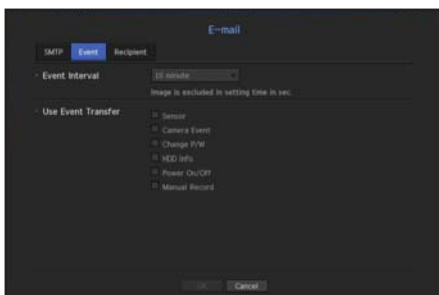 E-mail
SMTP Event Recipient
Event Interval 10 minute
Image is excluded in setting time in sec.
Use Event Transfer Sensor
Camera Event
Change P/W
HDD Info
Power On/Off
Manual Record
OK Cancel